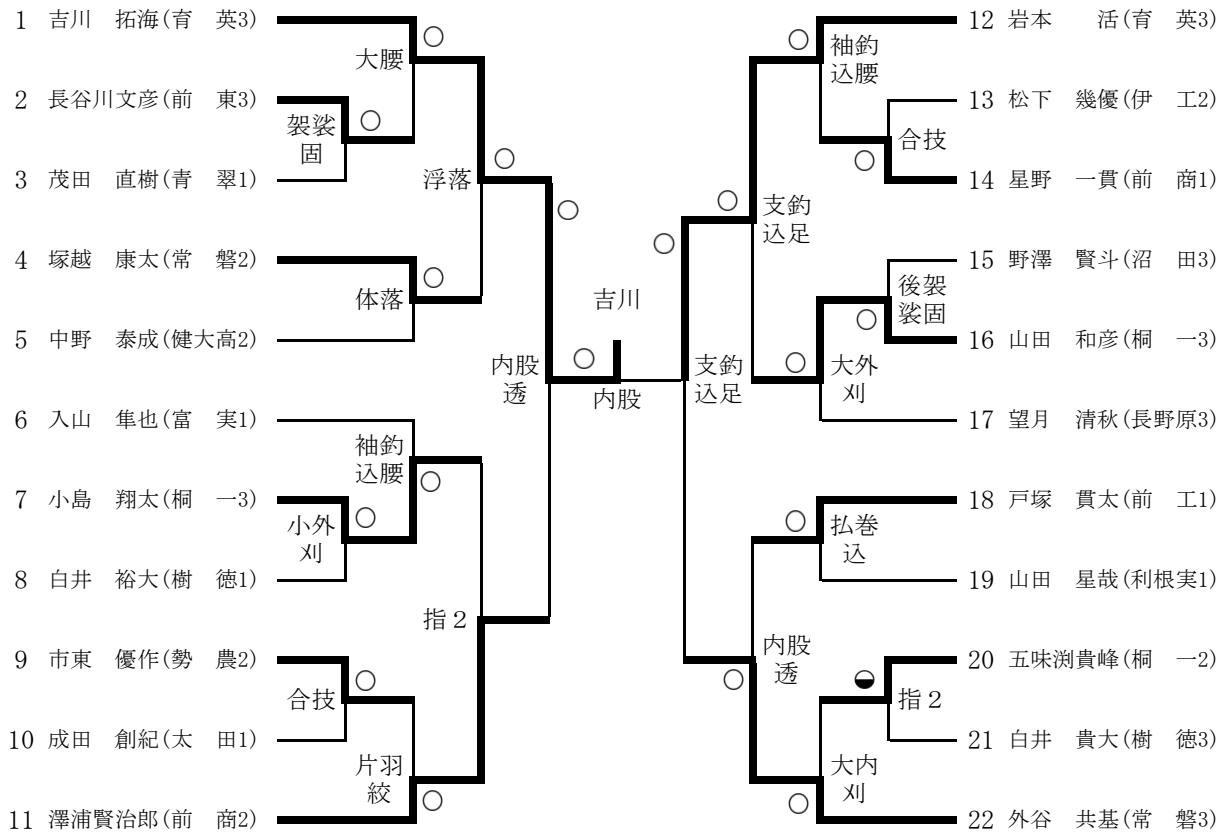 1 吉川　拓海(育　英3)
2 長谷川文彦(前　東3)
3 茂田　直樹(青　翠1)
4 塚越　康太(常　磐2)
5 中野　泰成(健大高2)
6 入山　隼也(富　実1)
7 小島　翔太(桐　一3)
8 白井　裕大(樹　徳1)
9 市東　優作(勢　農2)
10 成田　創紀(太　田1)
11 澤浦賢治郎(前　商2)
大腰
袈裟
固
浮落
体落
内股
透
袖釣
込腰
小外
刈
指２
合技
片羽
絞
吉川
内股
支釣
込足
支釣
込足
袖釣
込腰
合技
後袈
裟固
大外
刈
払巻
込
内股
透
指２
大内
刈
12 岩本　　活(育　英3)
13 松下　幾優(伊　工2)
14 星野　一貫(前　商1)
15 野澤　賢斗(沼　田3)
16 山田　和彦(桐　一3)
17 望月　清秋(長野原3)
18 戸塚　貫太(前　工1)
19 山田　星哉(利根実1)
20 五味渕貴峰(桐　一2)
21 白井　貴大(樹　徳3)
22 外谷　共基(常　磐3)